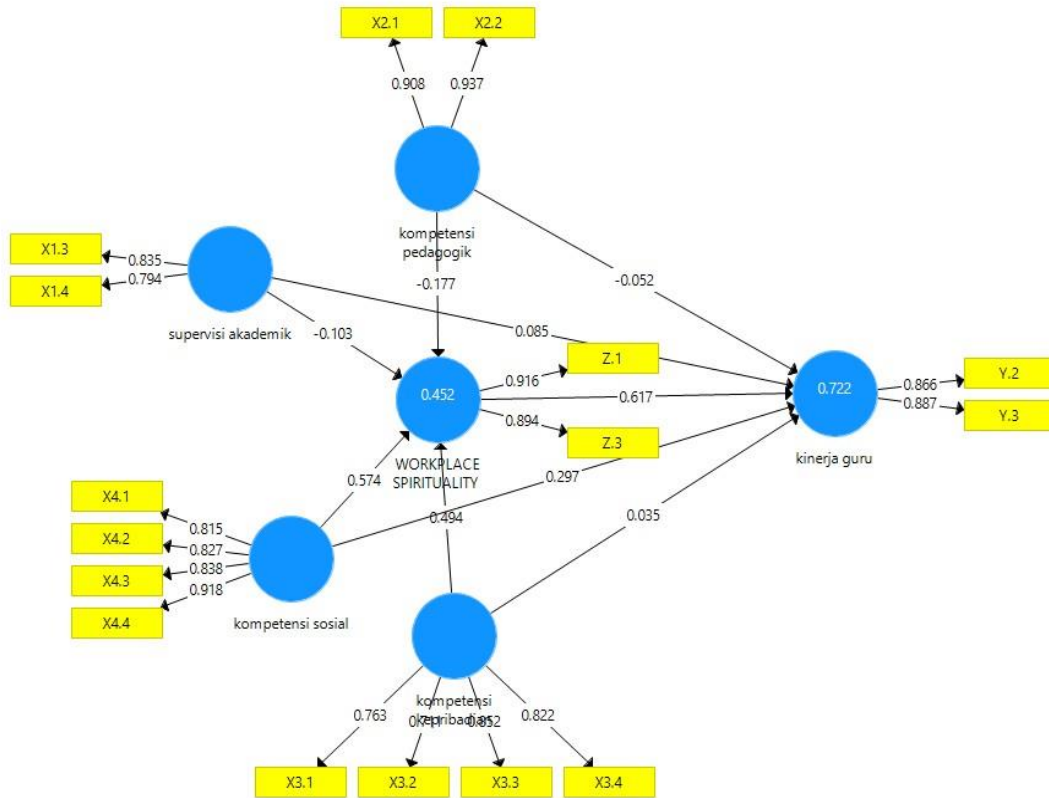 X2.1
X2.2
0.908
0.937
kompetensi
pedagogik
-0.177
-0.052
X1.3
X1.4
0.835
0.794
supervisi akademik
-0.103
0.085
Z.1
0.916
0.452
0.617
0.894
Z.3
WORKPLACE
SPIRITUALITY
0.722
kinerja guru
0.866
0.887
Y.2
Y.3
0.574
0.297
0.494
0.035
X4.1
X4.2
X4.3
X4.4
0.815
0.827
0.838
0.918
kompetensi sosial
kompetensi
kepribadian
0.763
0.711
0.852
0.822
X3.1
X3.2
X3.3
X3.4